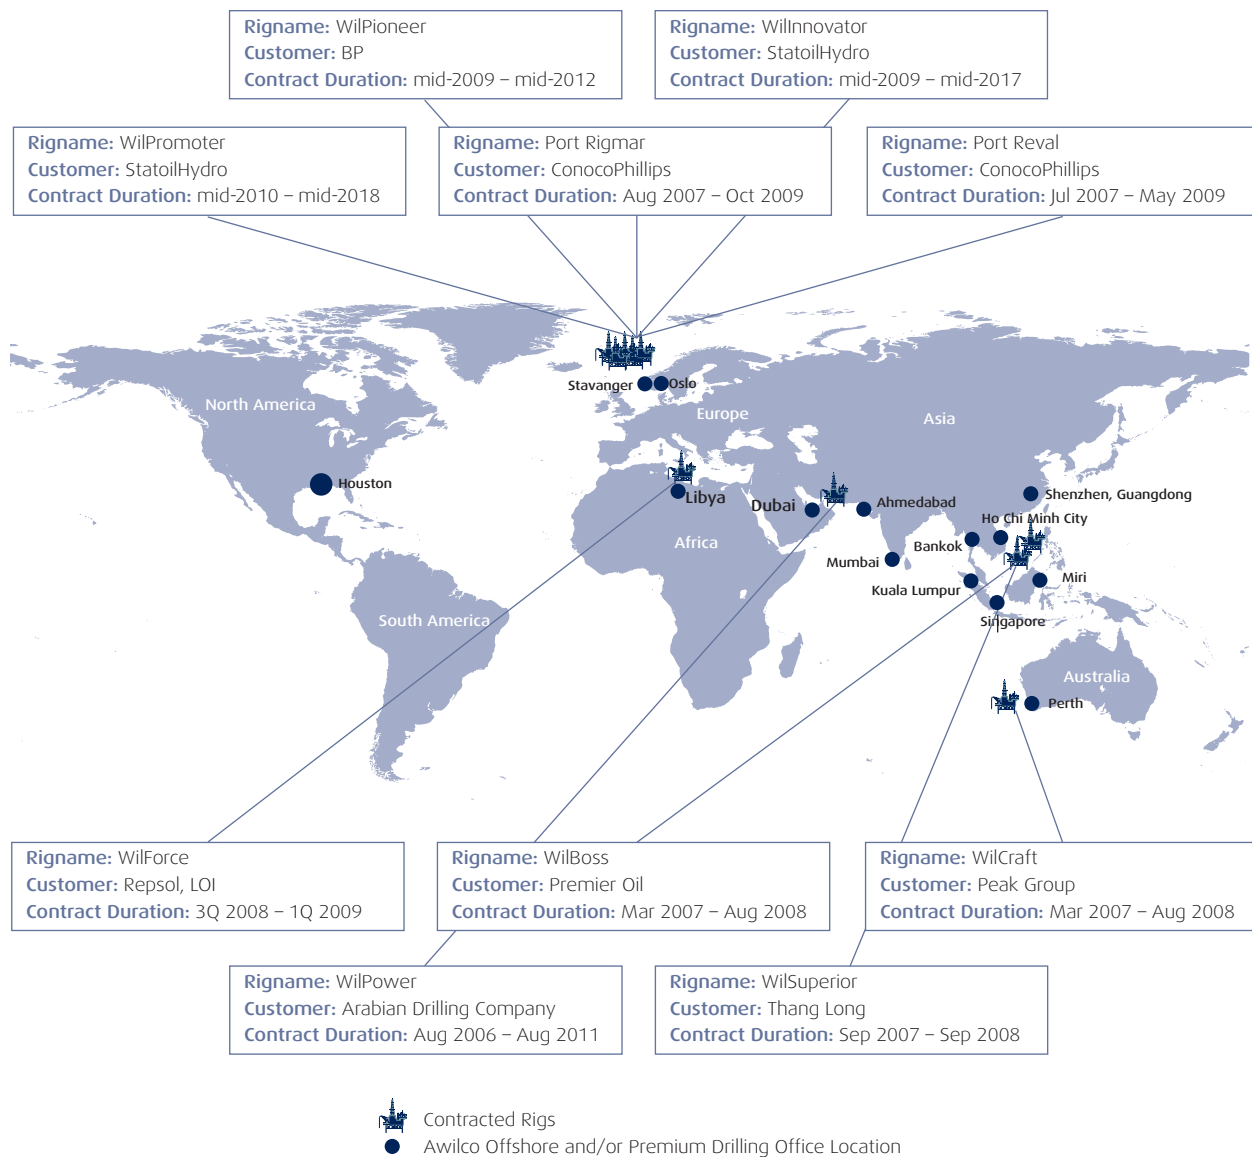 Rigname: WilPioneer
Customer: BP
Contract Duration: mid-2009 – mid-2012
Rigname: WilInnovator
Customer: StatoilHydro
Contract Duration: mid-2009 – mid-2017
Rigname: WilPromoter
Customer: StatoilHydro
Contract Duration: mid-2010 – mid-2018
Rigname: Port Rigmar
Customer: ConocoPhillips
Contract Duration: Aug 2007 – Oct 2009
Rigname: Port Reval
Customer: ConocoPhillips
Contract Duration: Jul 2007 – May 2009
Stavanger
Oslo
North America
Europe
Asia
Houston
Libya
Dubai
Ahmedabad
Shenzhen, Guangdong
Ho Chi Minh City
Africa
Bankok
Mumbai
Kuala Lumpur
Miri
South America
Singapore
Australia
Perth
Rigname: WilForce
Customer: Repsol, LOI
Contract Duration: 3Q 2008 – 1Q 2009
Rigname: WilBoss
Customer: Premier Oil
Contract Duration: Mar 2007 – Aug 2008
Rigname: WilCraft
Customer: Peak Group
Contract Duration: Mar 2007 – Aug 2008
Rigname: WilPower
Customer: Arabian Drilling Company
Contract Duration: Aug 2006 – Aug 2011
Rigname: WilSuperior
Customer: Thang Long
Contract Duration: Sep 2007 – Sep 2008
Contracted Rigs
Awilco Offshore and/or Premium Drilling Office Location